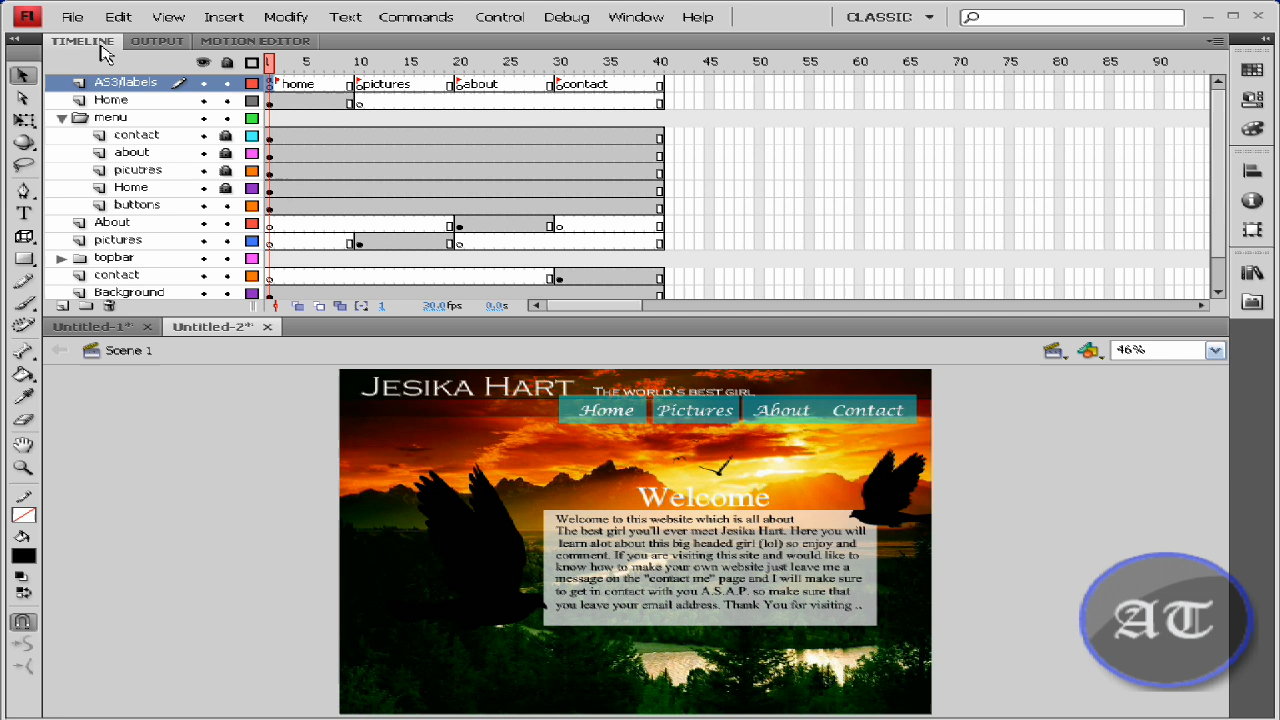 Fl File Edit View Insert Modify Text Commands Control Debug Window Help CLASSIC
TIMELINE OUTPUT MOTION EDITOR
1 5 10 15 20 25 30 35 40 45 50 55 60 65 70 75 80 85 90
AS3/labels home pictures about contact
Home
menu
contact
about
picutres
Home
buttons
About
pictures
topbar
contact
Background
1 30.0fps 0.0s
Untitled-1* Untitled-2*
Scene 1 46%
JESIKA HART THE WORLD'S BEST GIRL
Home Pictures About Contact
Welcome
Welcome to this website which is all about
The best girl you'll ever meet Jesika Hart. Here you will
learn alot about this big headed girl (lol) so enjoy and
comment. If you are visiting this site and would like to
know how to make your own website just leave me a
message on the "contact me" page and I will make sure
to get in contact with you A.S.A.P. so make sure that
you leave your email address. Thank You for visiting ..
AT